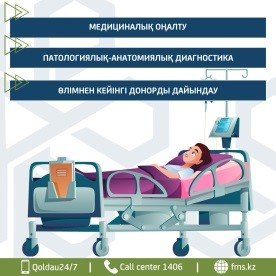 МЕДИЦИНАЛЫҚ ОҢАЛТУ
ПАТОЛОГИЯЛЫҚ-АНАТОМИЯЛЫҚ ДИАГНОСТИКА
ӨЛІМНЕН КЕЙІНГІ ДОНОРДЫ ДАЙЫНДАУ
Qoldau24/7 | Call center 1406 | fms.kz